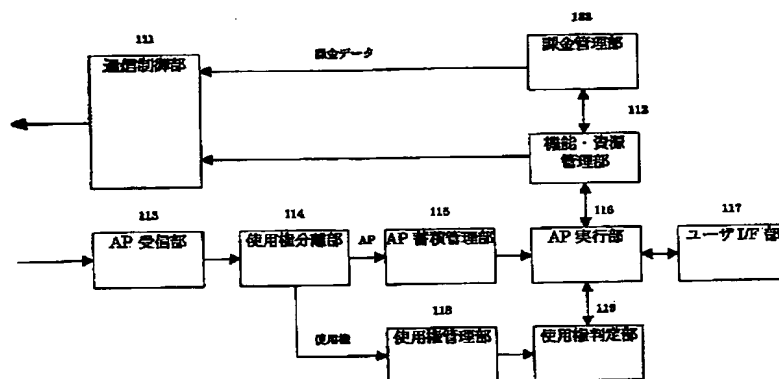 122
111
課金管理部
課金データ
通信制御部
112
機能・資源
管理部
113
114
115
116
117
AP 受信部
使用権分離部
AP
AP 蓄積管理部
AP 実行部
ユーザ I/F 部
118
119
使用権
使用権管理部
使用権判定部